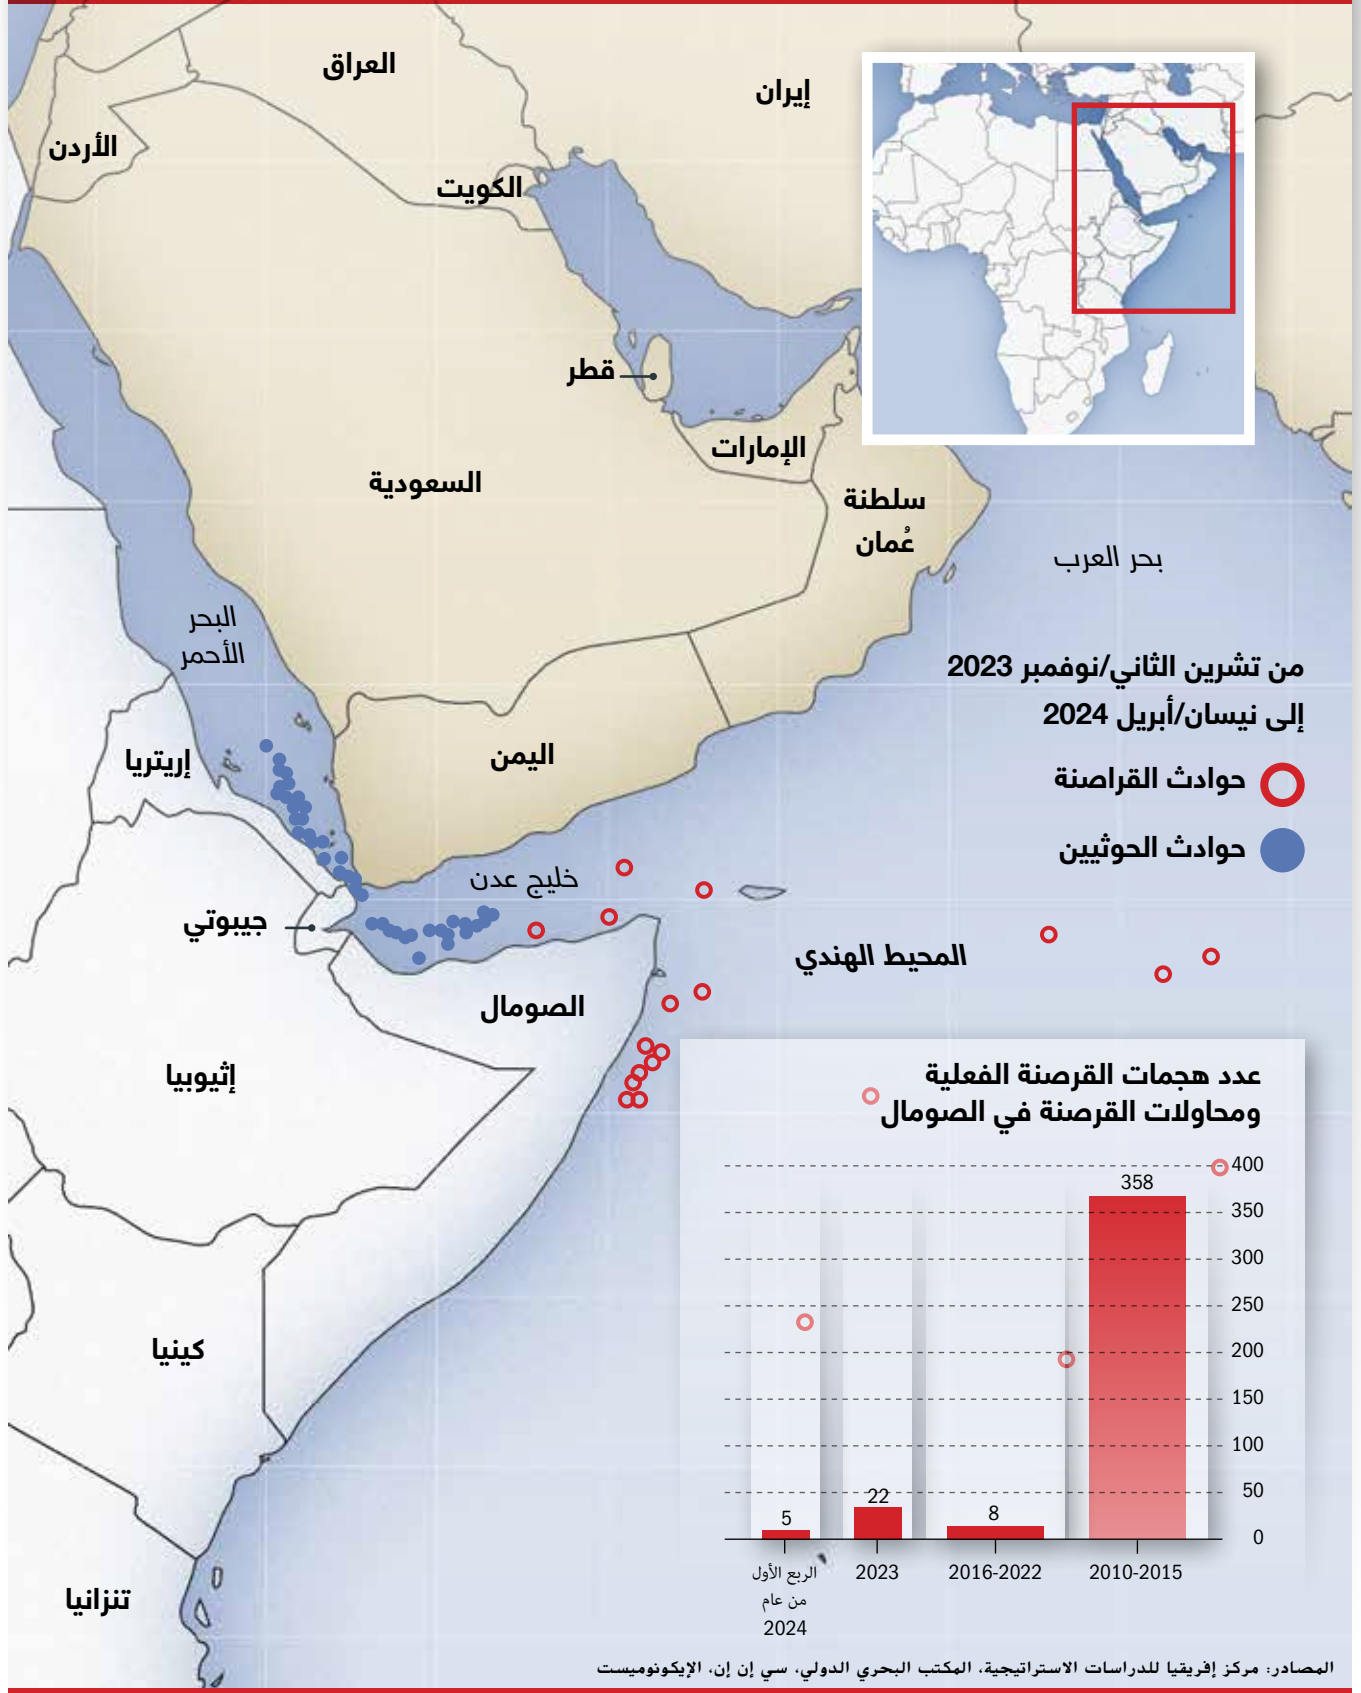 العراق
إيران
الأردن
الكويت
قطر
الإمارات
السعودية
سلطنة
عُمان
بحر العرب
البحر
الأحمر
من تشرين الثاني/نوفمبر 2023
إلى نيسان/أبريل 2024
حوادث القراصنة
حوادث الحوثيين
اليمن
إريتريا
خليج عدن
جيبوتي
المحيط الهندي
الصومال
إثيوبيا
كينيا
تنزانيا
عدد هجمات القرصنة الفعلية
ومحاولات القرصنة في الصومال
400
350
300
250
200
150
100
50
0
358
8
22
5
2010-2015
2016-2022
2023
الربع الأول
من عام
2024
المصادر: مركز إفريقيا للدراسات الاستراتيجية، المكتب البحري الدولي، سي إن إن، الإيكونوميست